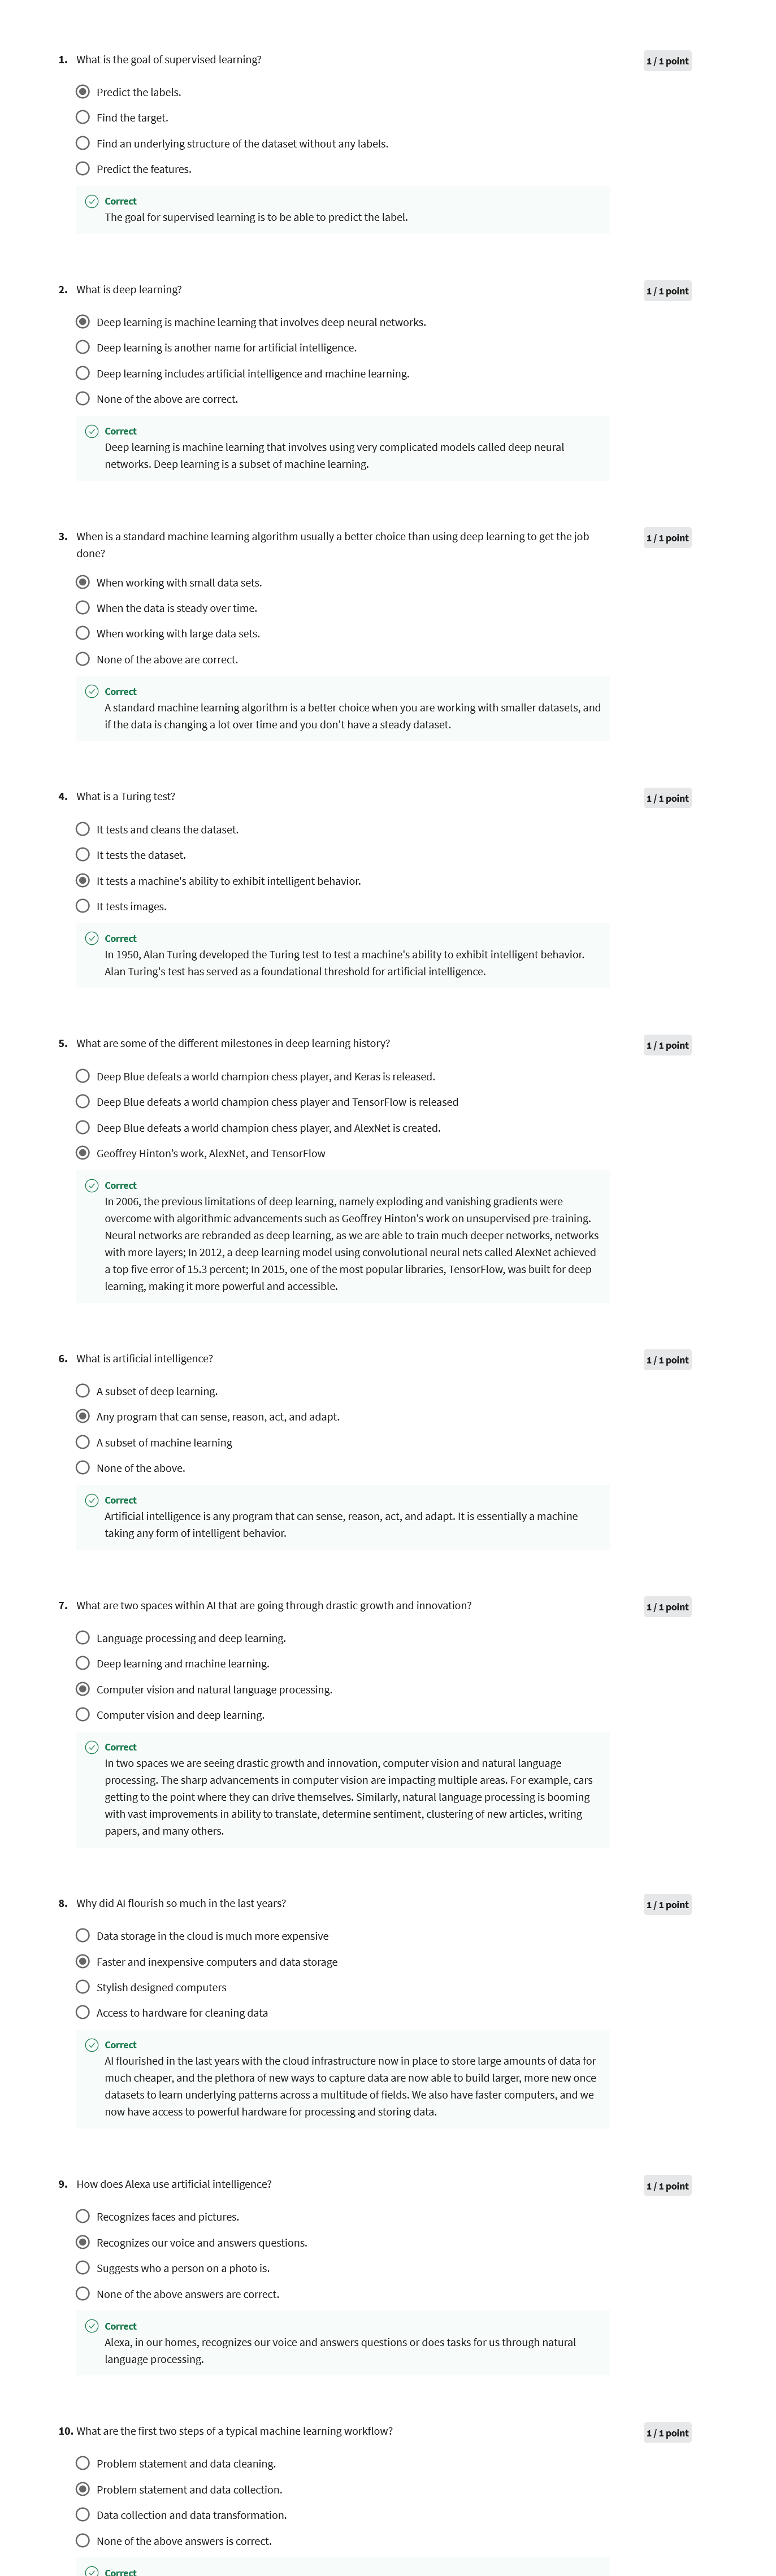 1. What is the goal of supervised learning?
1 / 1 point
Predict the labels.
Find the target.
Find an underlying structure of the dataset without any labels.
Predict the features.
Correct
The goal for supervised learning is to be able to predict the label.
2. What is deep learning?
1 / 1 point
Deep learning is machine learning that involves deep neural networks.
Deep learning is another name for artificial intelligence.
Deep learning includes artificial intelligence and machine learning.
None of the above are correct.
Correct
Deep learning is machine learning that involves using very complicated models called deep neural
networks. Deep learning is a subset of machine learning.
3. When is a standard machine learning algorithm usually a better choice than using deep learning to get the job
done?
1 / 1 point
When working with small data sets.
When the data is steady over time.
When working with large data sets.
None of the above are correct.
Correct
A standard machine learning algorithm is a better choice when you are working with smaller datasets, and
if the data is changing a lot over time and you don't have a steady dataset.
4. What is a Turing test?
1 / 1 point
It tests and cleans the dataset.
It tests the dataset.
It tests a machine's ability to exhibit intelligent behavior.
It tests images.
Correct
In 1950, Alan Turing developed the Turing test to test a machine's ability to exhibit intelligent behavior.
Alan Turing's test has served as a foundational threshold for artificial intelligence.
5. What are some of the different milestones in deep learning history?
1 / 1 point
Deep Blue defeats a world champion chess player, and Keras is released.
Deep Blue defeats a world champion chess player and TensorFlow is released
Deep Blue defeats a world champion chess player, and AlexNet is created.
Geoffrey Hinton's work, AlexNet, and TensorFlow
Correct
In 2006, the previous limitations of deep learning, namely exploding and vanishing gradients were
overcome with algorithmic advancements such as Geoffrey Hinton's work on unsupervised pre-training.
Neural networks are rebranded as deep learning, as we are able to train much deeper networks, networks
with more layers; In 2012, a deep learning model using convolutional neural nets called AlexNet achieved
a top five error of 15.3 percent; In 2015, one of the most popular libraries, TensorFlow, was built for deep
learning, making it more powerful and accessible.
6. What is artificial intelligence?
1 / 1 point
A subset of deep learning.
Any program that can sense, reason, act, and adapt.
A subset of machine learning
None of the above.
Correct
Artificial intelligence is any program that can sense, reason, act, and adapt. It is essentially a machine
taking any form of intelligent behavior.
7. What are two spaces within AI that are going through drastic growth and innovation?
1 / 1 point
Language processing and deep learning.
Deep learning and machine learning.
Computer vision and natural language processing.
Computer vision and deep learning.
Correct
In two spaces we are seeing drastic growth and innovation, computer vision and natural language
processing. The sharp advancements in computer vision are impacting multiple areas. For example, cars
getting to the point where they can drive themselves. Similarly, natural language processing is booming
with vast improvements in ability to translate, determine sentiment, clustering of new articles, writing
papers, and many others.
8. Why did AI flourish so much in the last years?
1 / 1 point
Data storage in the cloud is much more expensive
Faster and inexpensive computers and data storage
Stylish designed computers
Access to hardware for cleaning data
Correct
AI flourished in the last years with the cloud infrastructure now in place to store large amounts of data for
much cheaper, and the plethora of new ways to capture data are now able to build larger, more new once
datasets to learn underlying patterns across a multitude of fields. We also have faster computers, and we
now have access to powerful hardware for processing and storing data.
9. How does Alexa use artificial intelligence?
1 / 1 point
Recognizes faces and pictures.
Recognizes our voice and answers questions.
Suggests who a person on a photo is.
None of the above answers are correct.
Correct
Alexa, in our homes, recognizes our voice and answers questions or does tasks for us through natural
language processing.
10. What are the first two steps of a typical machine learning workflow?
1 / 1 point
Problem statement and data cleaning.
Problem statement and data collection.
Data collection and data transformation.
None of the above answers is correct.
Correct